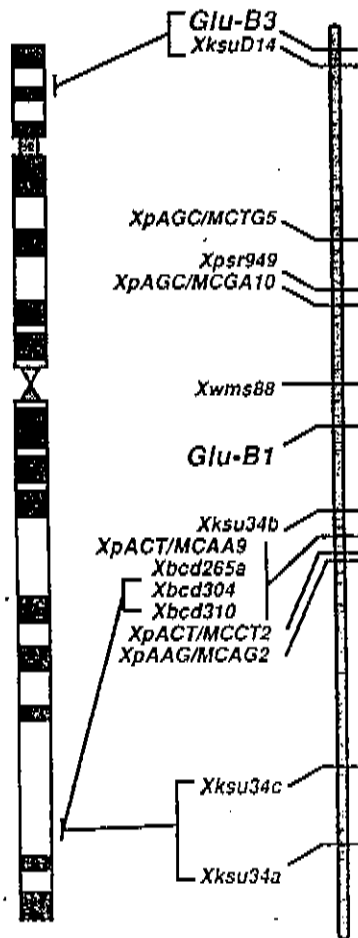 Glu-B3
XksuD14
XpAGC/MCTG5
Xpsr949
XpAGC/MCGA10
Xwms88
Glu-B1
Xksu34b
XpACT/MCAA9
Xbcd265a
Xbcd304
Xbcd310
XpACT/MCCT2
XpAAG/MCAG2
Xksu34c
Xksu34a